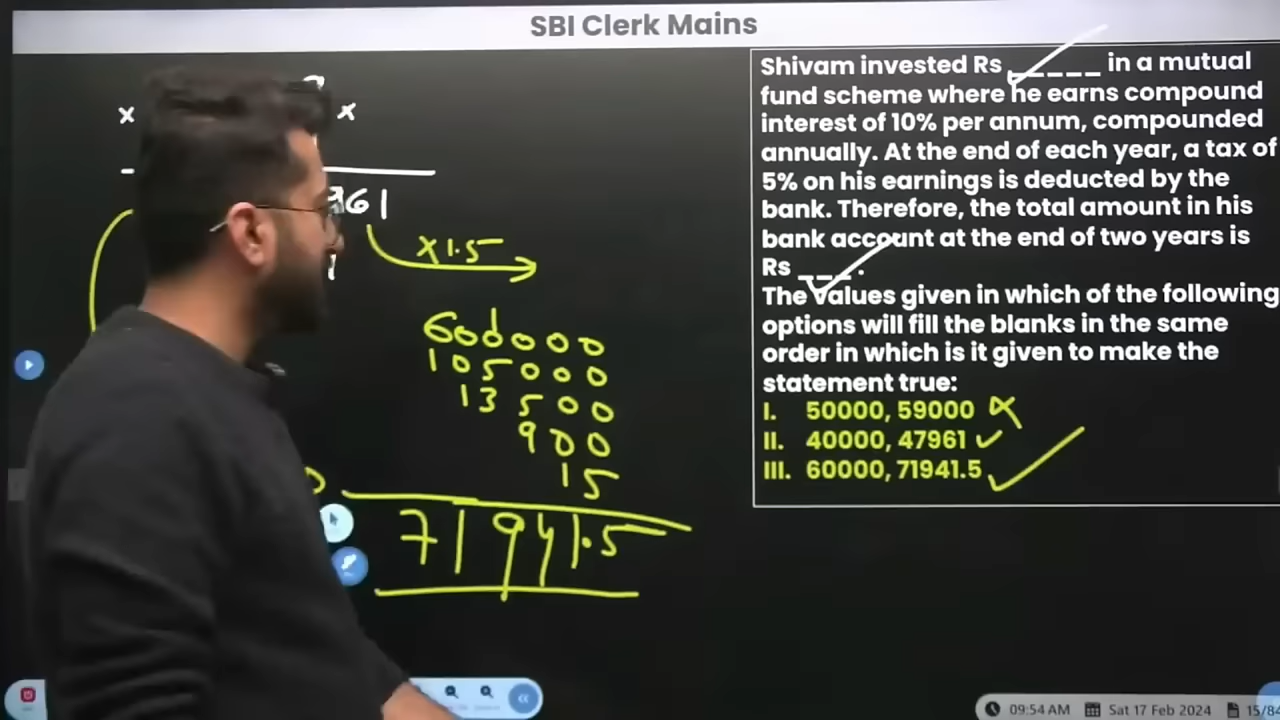 SBI Clerk Mains
x
x
961
x1.5
600000
105000
13500
900
15
71941.5
Shivam invested Rs _____ in a mutual
fund scheme where he earns compound
interest of 10% per annum, compounded
annually. At the end of each year, a tax of
5% on his earnings is deducted by the
bank. Therefore, the total amount in his
bank account at the end of two years is
Rs ___.
The values given in which of the following
options will fill the blanks in the same
order in which is it given to make the
statement true:
I. 50000, 59000 x
II. 40000, 47961 ✓
III. 60000, 71941.5 ✓
09:54 AM Sat 17 Feb 2024 15/84